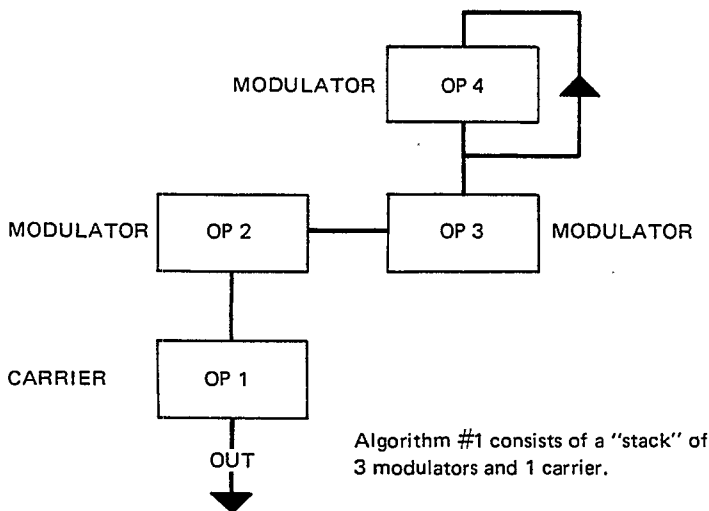 MODULATOR OP 4
MODULATOR OP 2 OP 3 MODULATOR
CARRIER OP 1
OUT
Algorithm #1 consists of a "stack" of
3 modulators and 1 carrier.